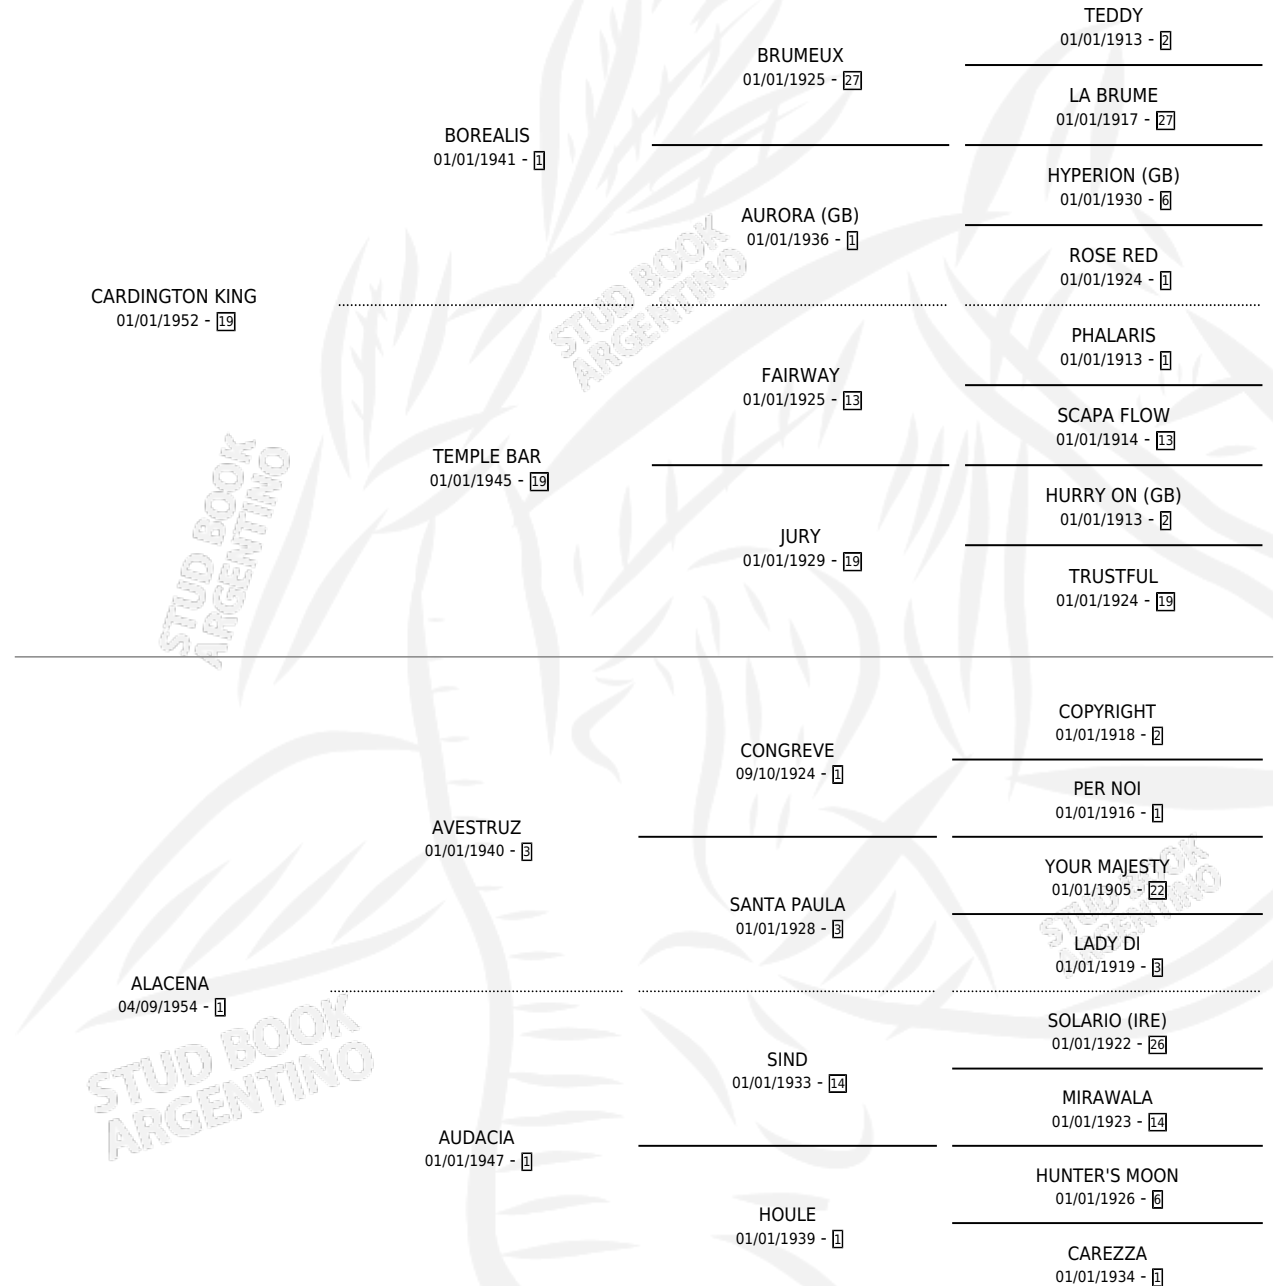 TEDDY
01/01/1913 - 2
BRUMEUX
01/01/1925 - 27
LA BRUME
01/01/1917 - 27
BOREALIS
01/01/1941 - 1
HYPERION (GB)
01/01/1930 - 6
AURORA (GB)
01/01/1936 - 1
ROSE RED
01/01/1924 - 1
CARDINGTON KING
01/01/1952 - 19
PHALARIS
01/01/1913 - 1
FAIRWAY
01/01/1925 - 13
SCAPA FLOW
01/01/1914 - 13
TEMPLE BAR
01/01/1945 - 19
HURRY ON (GB)
01/01/1913 - 2
JURY
01/01/1929 - 19
TRUSTFUL
01/01/1924 - 19
COPYRIGHT
01/01/1918 - 2
CONGREVE
09/10/1924 - 1
PER NOI
01/01/1916 - 1
AVESTRUZ
01/01/1940 - 3
YOUR MAJESTY
01/01/1905 - 22
SANTA PAULA
01/01/1928 - 3
LADY DI
01/01/1919 - 3
ALACENA
04/09/1954 - 1
SOLARIO (IRE)
01/01/1922 - 26
SIND
01/01/1933 - 14
MIRAWALA
01/01/1923 - 14
AUDACIA
01/01/1947 - 1
HUNTER'S MOON
01/01/1926 - 6
HOULE
01/01/1939 - 1
CAREZZA
01/01/1934 - 1
STUD BOOK
ARGENTINO
STUD BOOK
ARGENTINO
STUD BOOK
ARGENTINO
STUD BOOK
ARGENTINO